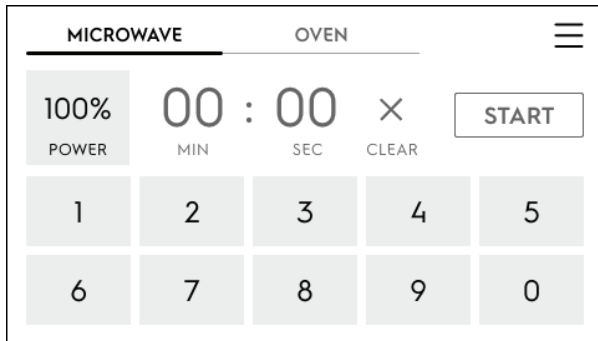 MICROWAVE OVEN
100% 00 : 00 × START
POWER MIN SEC CLEAR
1 2 3 4 5
6 7 8 9 0